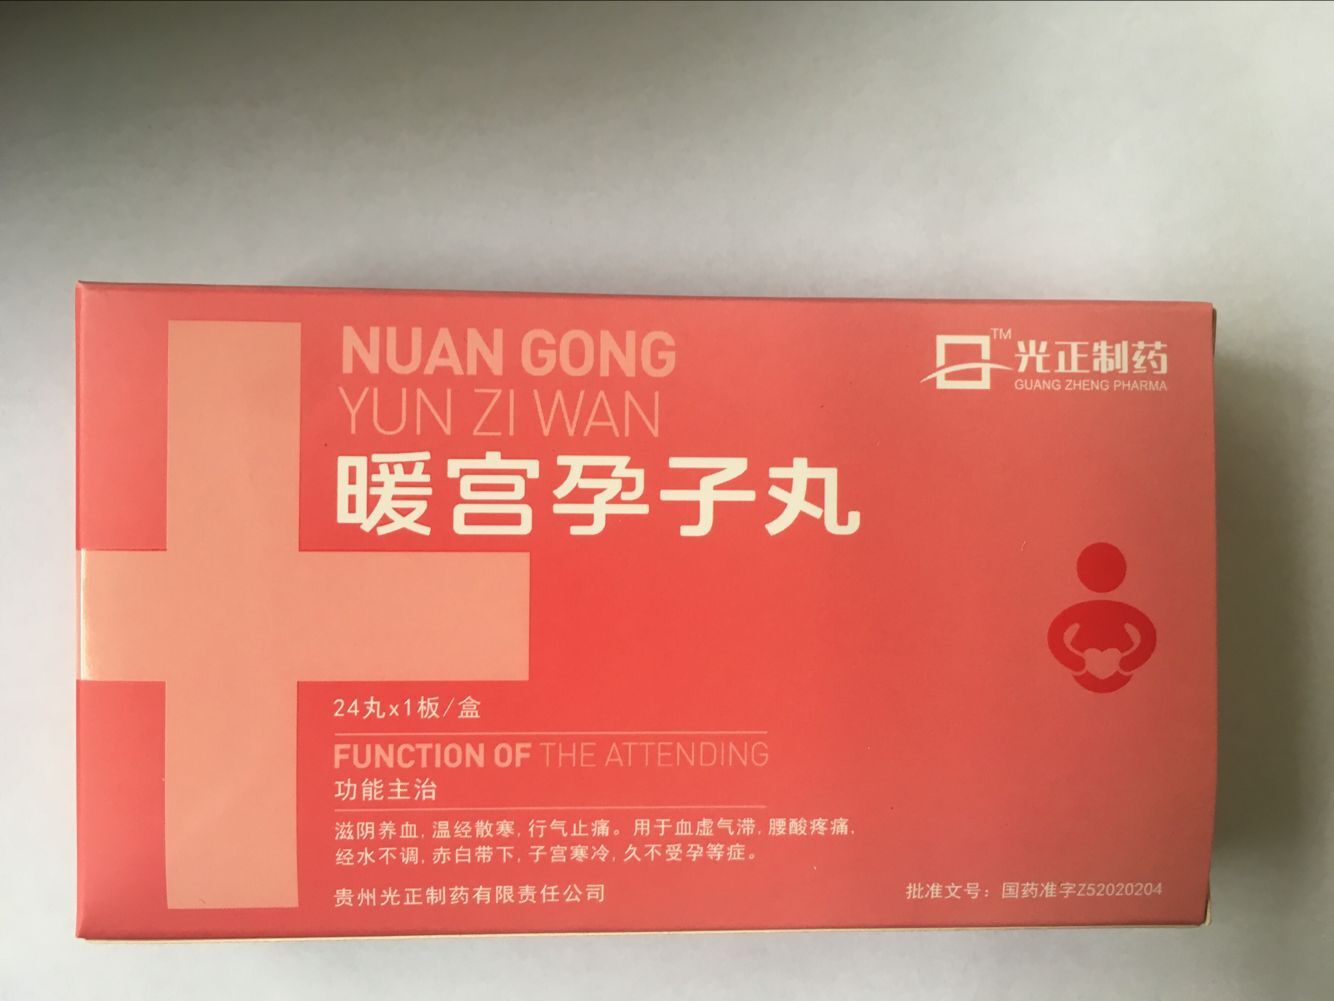 NUAN GONG
YUN ZI WAN
暖宫孕子丸
TM
光正制药
GUANG ZHENG PHARMA
24丸x1板/盒
FUNCTION OF THE ATTENDING
功能主治
滋阴养血,温经散寒,行气止痛。用于血虚气滞,腰酸疼痛,
经水不调,赤白带下,子宫寒冷,久不受孕等症。
贵州光正制药有限责任公司
批准文号：国药准字Z52020204